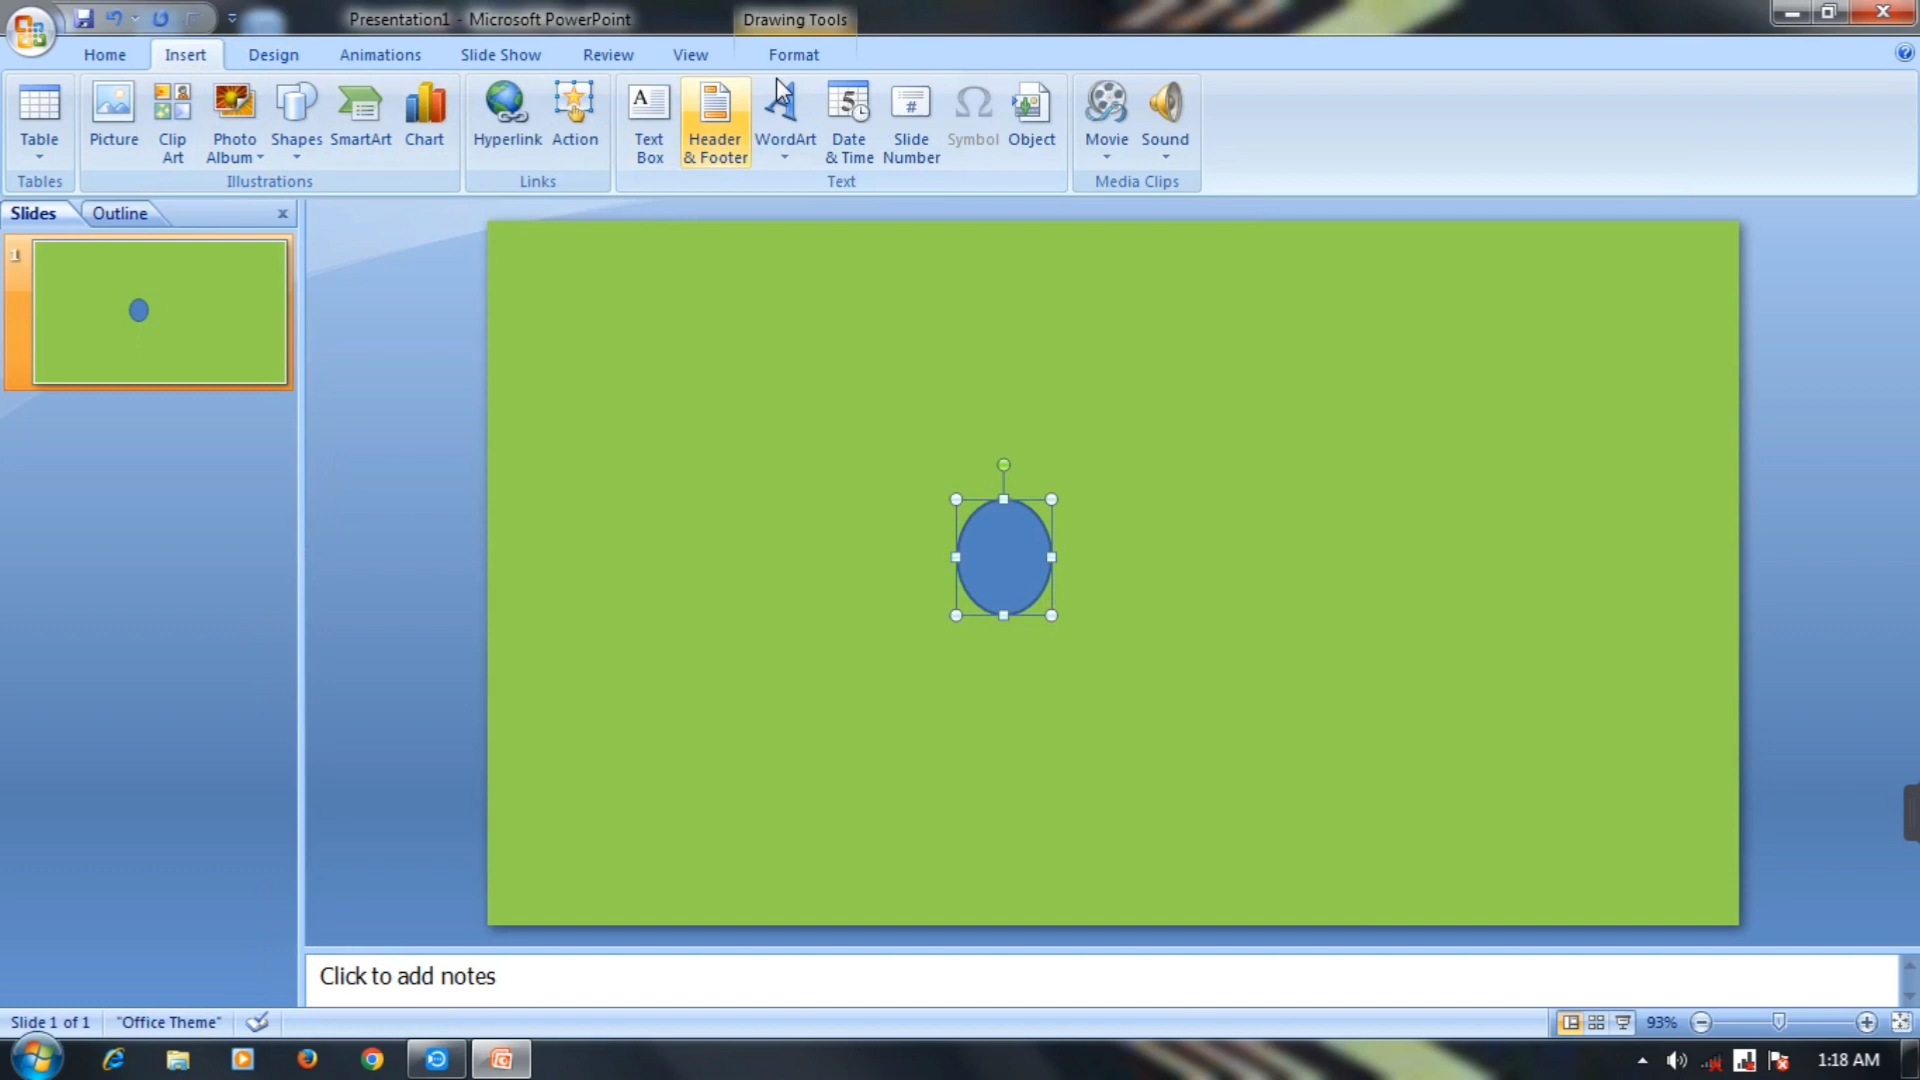 Presentation1 - Microsoft PowerPoint
Drawing Tools
Home Insert Design Animations Slide Show Review View Format
Table
Picture
Clip Art
Photo Album
Shapes
SmartArt
Chart
Hyperlink
Action
Text Box
Header & Footer
WordArt
Date & Time
Slide Number
Symbol
Object
Movie
Sound
Tables Illustrations Links Text Media Clips
Slides Outline x
1
Click to add notes
Slide 1 of 1 "Office Theme" 93%
1:18 AM